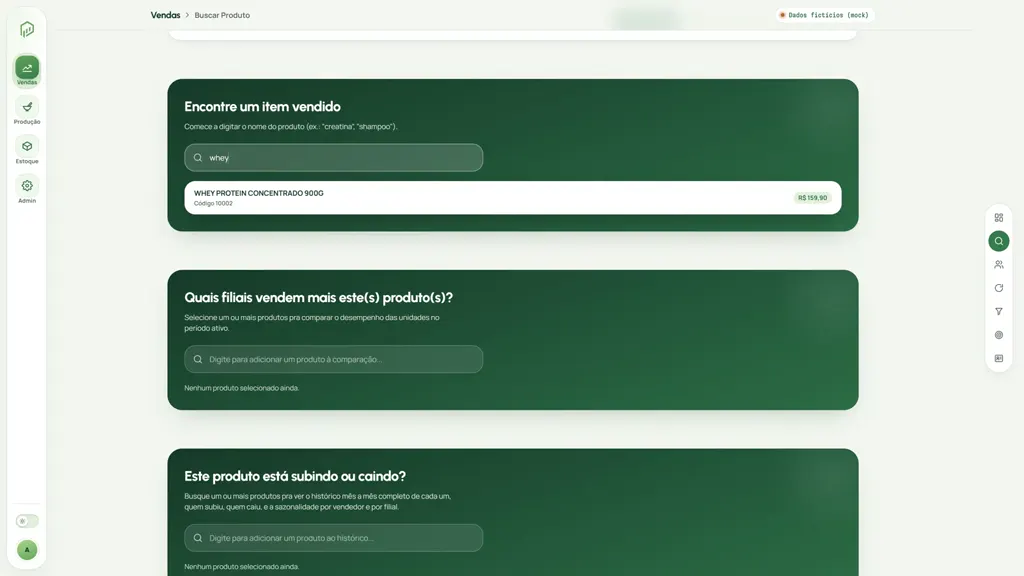 Vendas > Buscar Produto
Dados fictícios (mock)
Vendas
Produção
Estoque
Admin
A
Encontre um item vendido
Comece a digitar o nome do produto (ex.: "creatina", "shampoo").
whey
WHEY PROTEIN CONCENTRADO 900G
Código 10002
R$ 159,90
Quais filiais vendem mais este(s) produto(s)?
Selecione um ou mais produtos pra comparar o desempenho das unidades no
período ativo.
Digite para adicionar um produto à comparação...
Nenhum produto selecionado ainda.
Este produto está subindo ou caindo?
Busque um ou mais produtos pra ver o histórico mês a mês completo de cada um,
quem subiu, quem caiu, e a sazonalidade por vendedor e por filial.
Digite para adicionar um produto ao histórico...
Nenhum produto selecionado ainda.